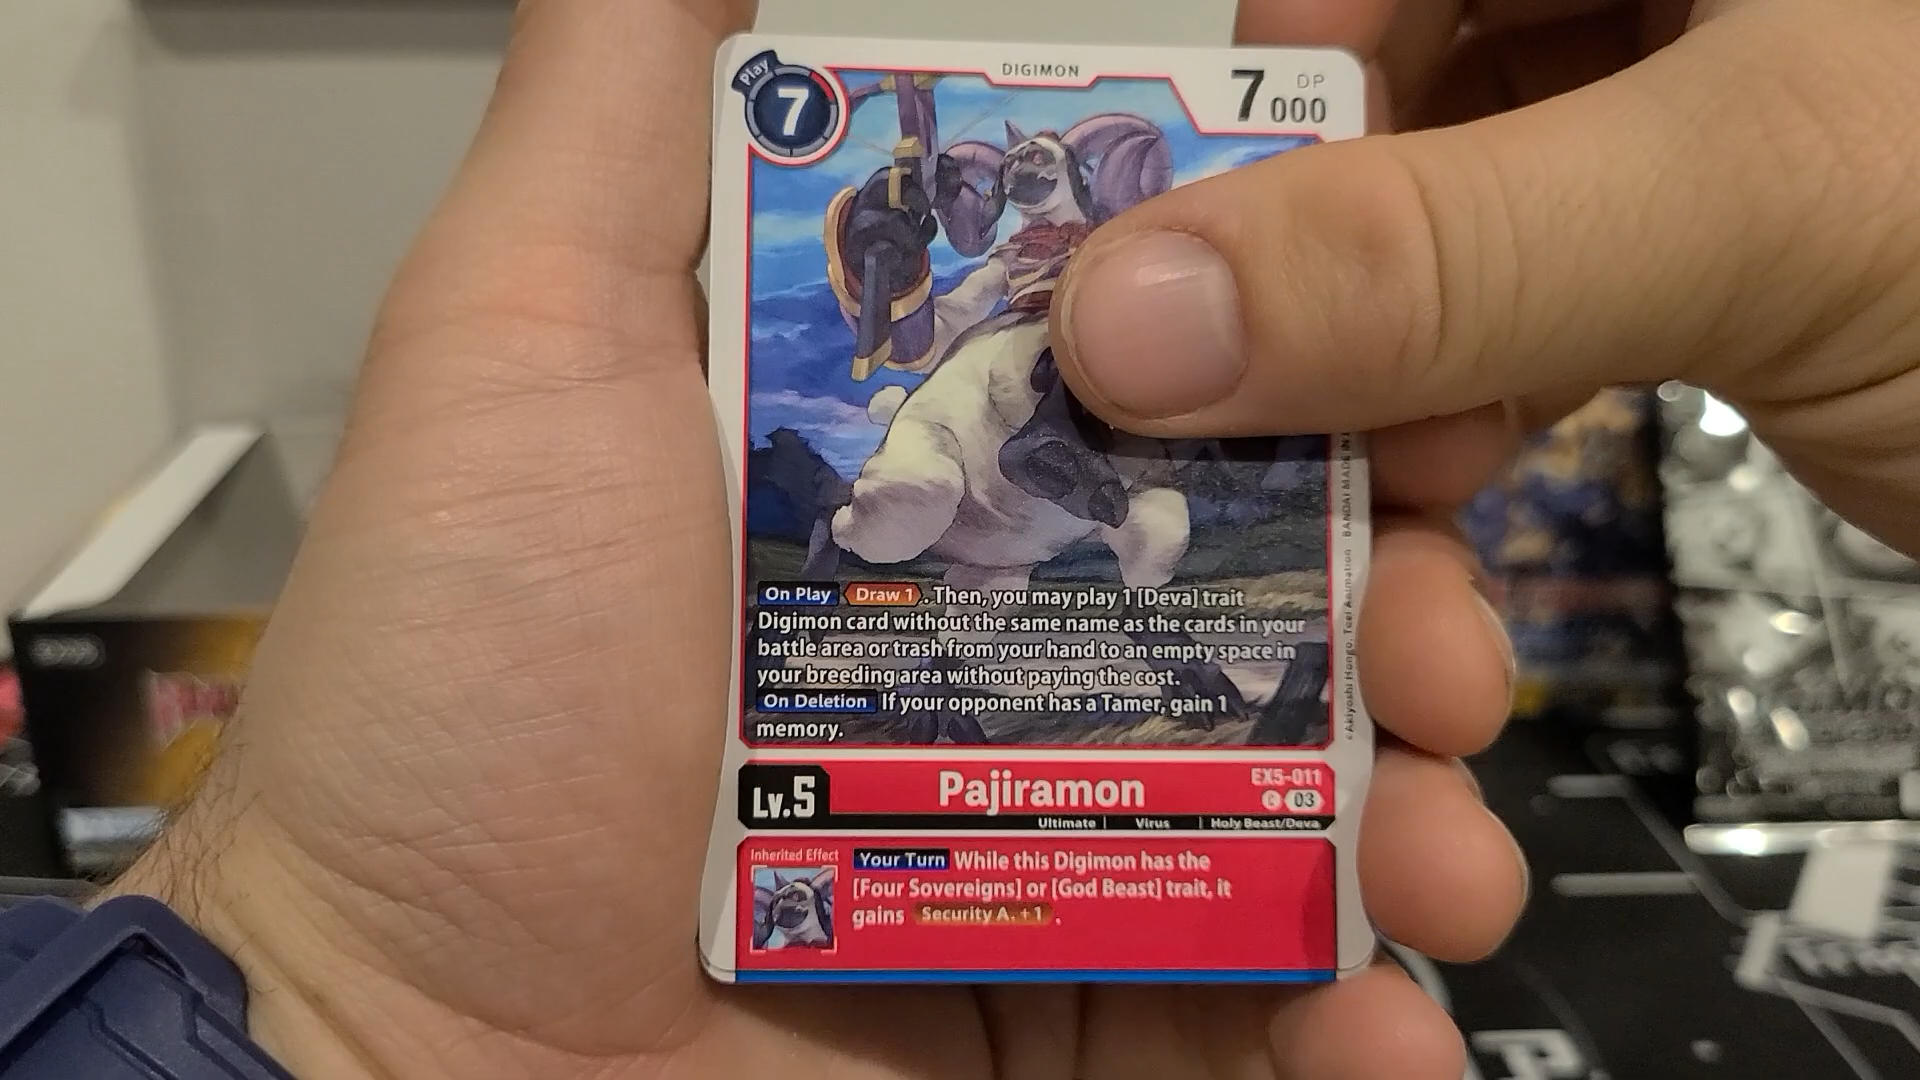 Play
7
DIGIMON
DP
7000
On Play Draw 1. Then, you may play 1 [Deva] trait
Digimon card without the same name as the cards in your
battle area or trash from your hand to an empty space in
your breeding area without paying the cost.
On Deletion If your opponent has a Tamer, gain 1
memory.
©Akiyoshi Hongo, Toei Animation BANDAI MADE IN
Lv.5
Pajiramon
EX5-011
C 03
Ultimate | Virus | Holy Beast/Deva
Inherited Effect
Your Turn While this Digimon has the
[Four Sovereigns] or [God Beast] trait, it
gains Security A. +1.